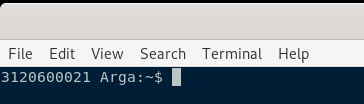 File Edit View Search Terminal Help
3120600021 Arga:~$